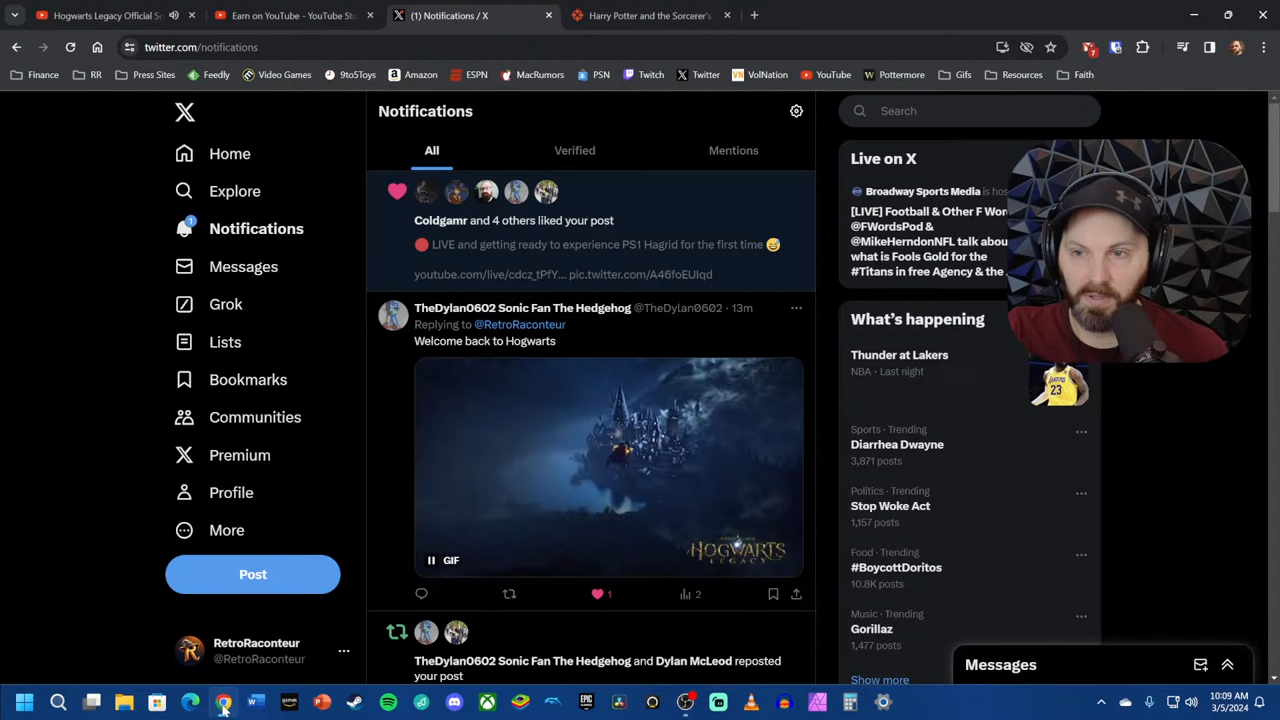 Hogwarts Legacy Official So
Earn on YouTube - YouTube Stu
(1) Notifications / X
Harry Potter and the Sorcerer's
twitter.com/notifications
7
Finance
RR
Press Sites
Feedly
Video Games
9to5Toys
Amazon
ESPN
MacRumors
PSN
Twitch
Twitter
VolNation
YouTube
Pottermore
Gifs
Resources
Faith
Home
Explore
1
Notifications
Messages
Grok
Lists
Bookmarks
Communities
Premium
Profile
More
Post
RetroRaconteur
@RetroRaconteur
Notifications
All
Verified
Mentions
Coldgamr and 4 others liked your post
🔴 LIVE and getting ready to experience PS1 Hagrid for the first time 😅
youtube.com/live/cdcz_tPfY... pic.twitter.com/A46foEUIqd
TheDylan0602 Sonic Fan The Hedgehog @TheDylan0602 · 13m
Replying to @RetroRaconteur
Welcome back to Hogwarts
HOGWARTS
LEGACY
GIF
1
2
TheDylan0602 Sonic Fan The Hedgehog and Dylan McLeod reposted
your post
Search
Live on X
Broadway Sports Media is hos
[LIVE] Football & Other F Wor
@FWordsPod &
@MikeHerndonNFL talk abou
what is Fools Gold for the
#Titans in free Agency & the
What's happening
Thunder at Lakers
NBA · Last night
23
Sports · Trending
Diarrhea Dwayne
3,871 posts
Politics · Trending
Stop Woke Act
1,157 posts
Food · Trending
#BoycottDoritos
10.8K posts
Music · Trending
Gorillaz
1,477 posts
Show more
Messages
10:09 AM
3/5/2024